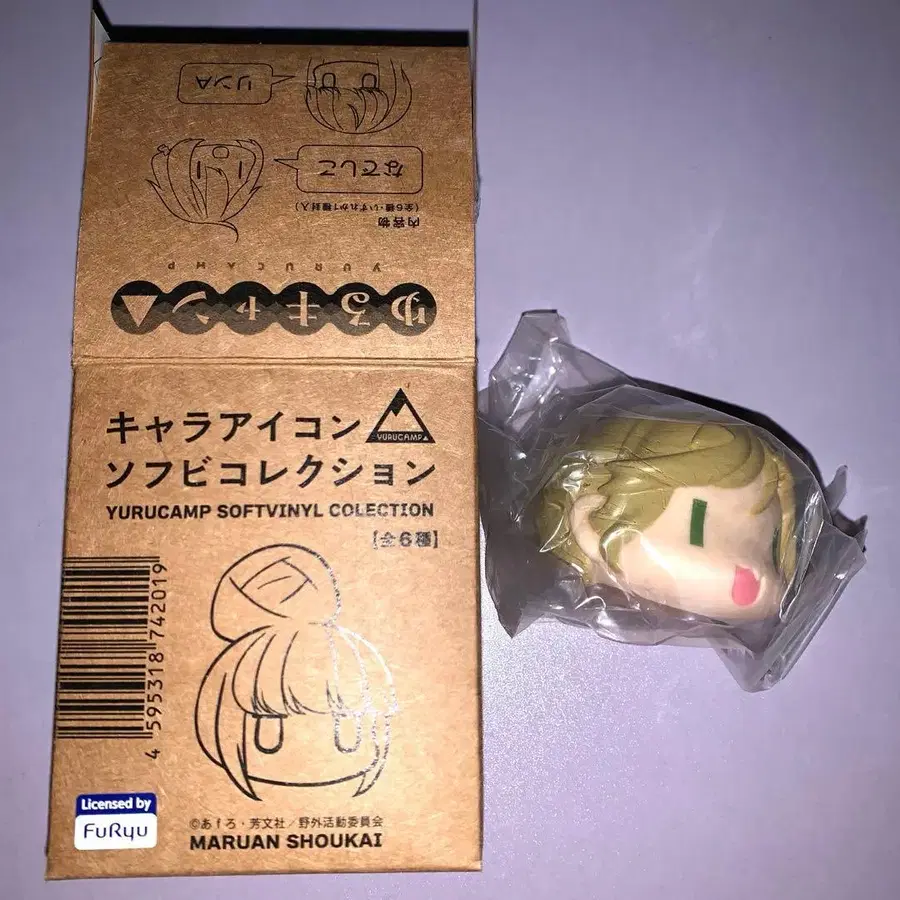 ゆるキャン△
YURUCAMP
内容物
(全6種・いずれか1種封入)
なでしこ
リン△
キャラアイコン
YURUCAMP▲
ソフビコレクション
YURUCAMP SOFTVINYL COLECTION
【全6種】
4 595318 742019
Licensed by
FuRyu
©あfろ・芳文社／野外活動委員会
MARUAN SHOUKAI